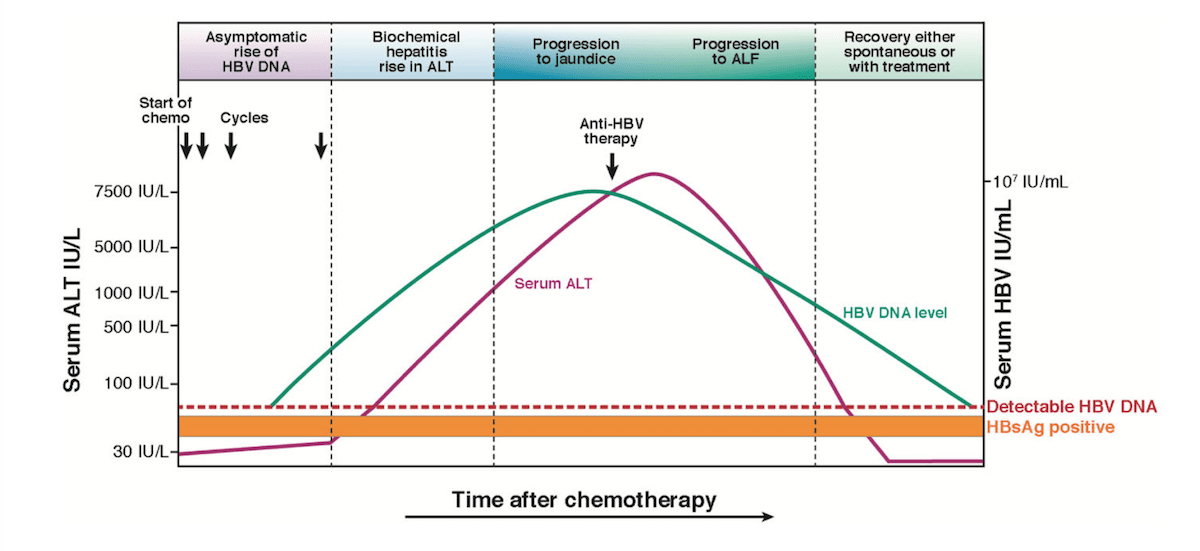 Asymptomatic
rise of
HBV DNA
Biochemical
hepatitis
rise in ALT
Progression
to jaundice
Progression
to ALF
Recovery either
spontaneous or
with treatment
Start of
chemo
Cycles
Anti-HBV
therapy
Serum ALT IU/L
7500 IU/L
5000 IU/L
1000 IU/L
500 IU/L
100 IU/L
30 IU/L
Serum ALT
HBV DNA level
10⁷ IU/mL
Serum HBV IU/mL
Detectable HBV DNA
HBsAg positive
Time after chemotherapy